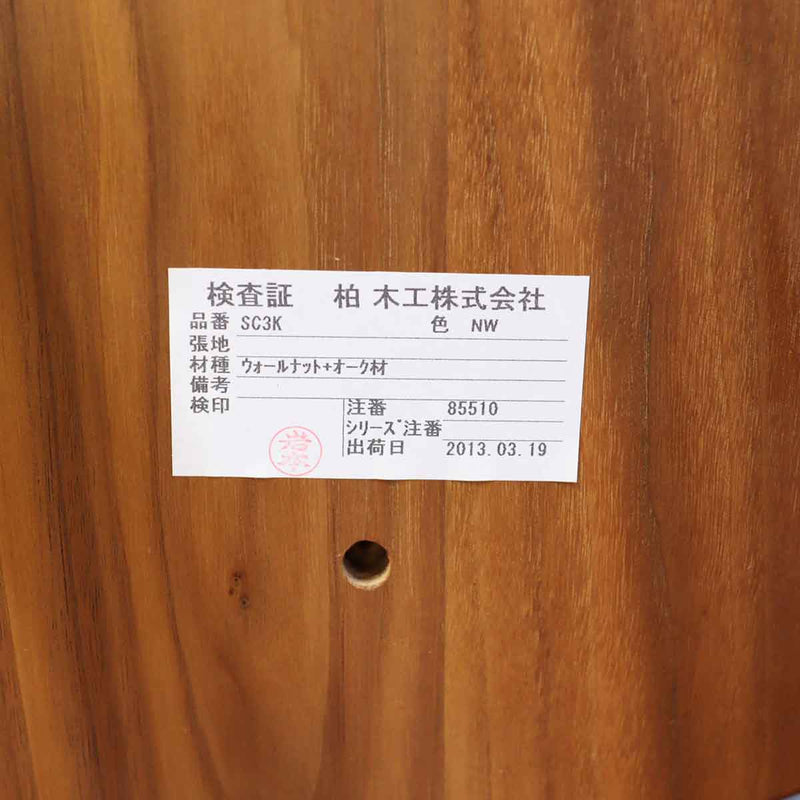 検査証 柏木工株式会社
品番 SC3K 色 NW
張地
材種 ウォールナット+オーク材
備考
検印 注番 85510
シリーズ注番
出荷日 2013.03.19
岩本